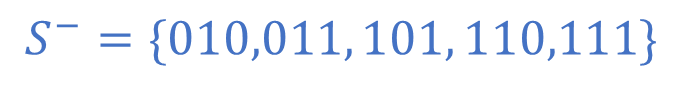 S⁻ = {010,011, 101, 110,111}